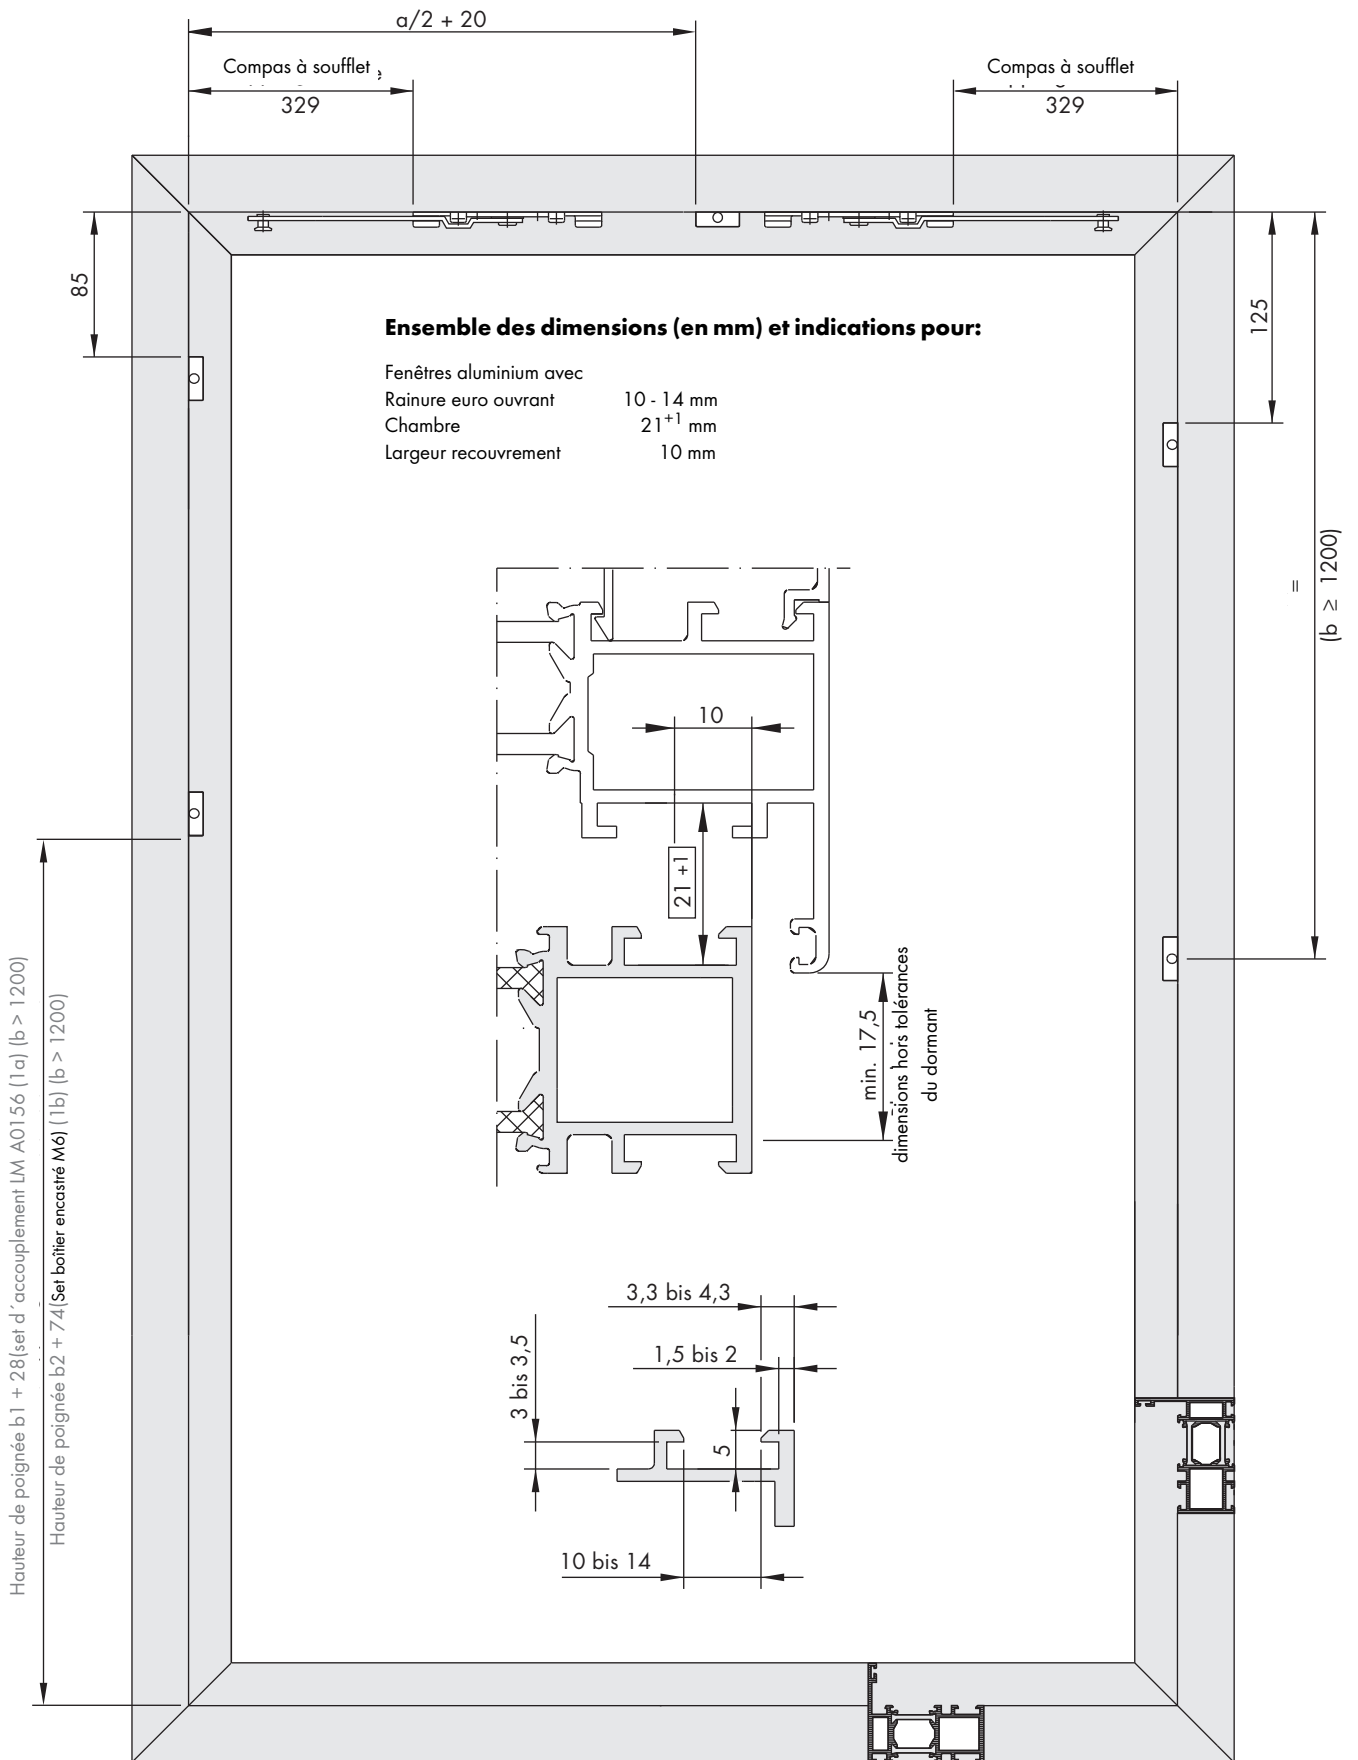 a/2 + 20
Compas à soufflet
329
Compas à soufflet
329
85
125
Ensemble des dimensions (en mm) et indications pour:
Fenêtres aluminium avec
Rainure euro ouvrant 10 - 14 mm
Chambre 21+1 mm
Largeur recouvrement 10 mm
=
(b ≥ 1200)
10
21 +1
min. 17,5
dimensions hors tolérances
du dormant
Hauteur de poignée b1 + 28(set d´accouplement LM A0156 (1a) (b > 1200)
Hauteur de poignée b2 + 74(Set boîtier encastré M6) (1b) (b > 1200)
3,3 bis 4,3
1,5 bis 2
3 bis 3,5
5
10 bis 14